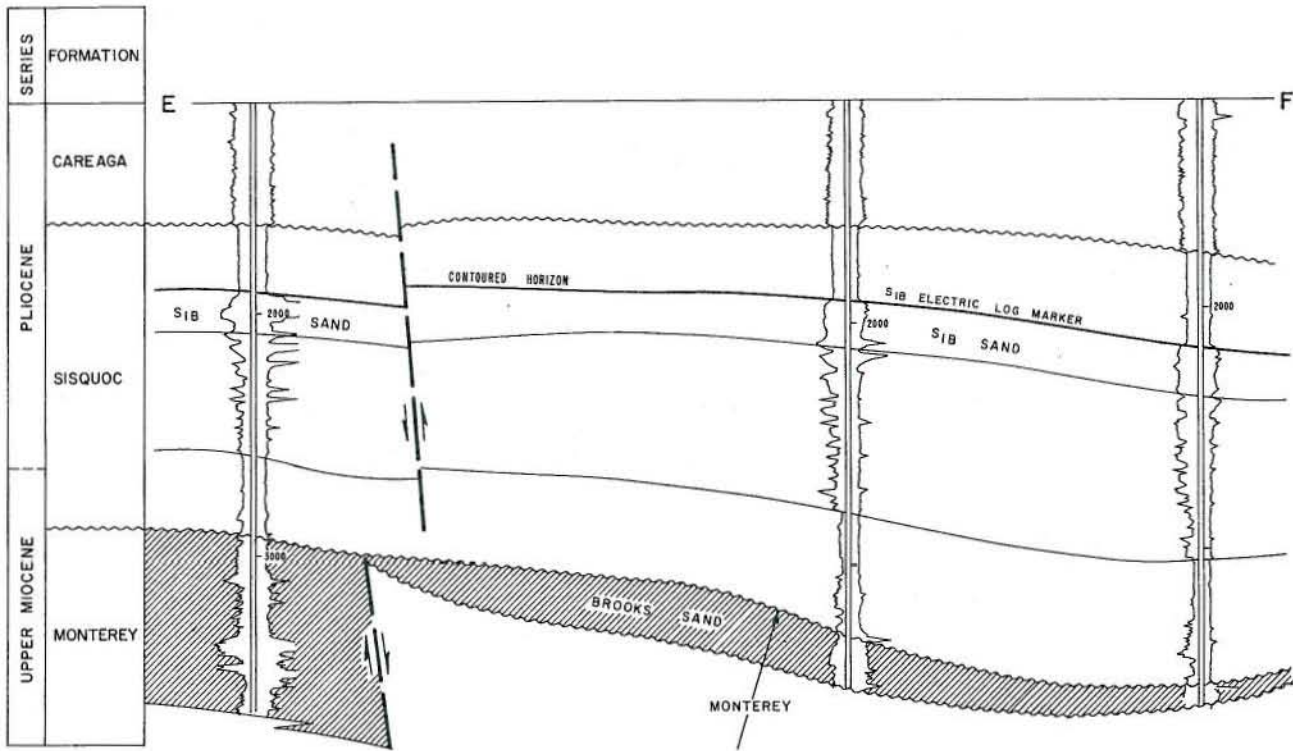 SERIES
FORMATION
E
F
CAREAGA
PLIOCENE
CONTOURED HORIZON
S1B ELECTRIC LOG MARKER
S1B SAND
2000
2000
2000
S1B SAND
SISQUOC
3000
UPPER MIOCENE
MONTEREY
BROOKS SAND
MONTEREY